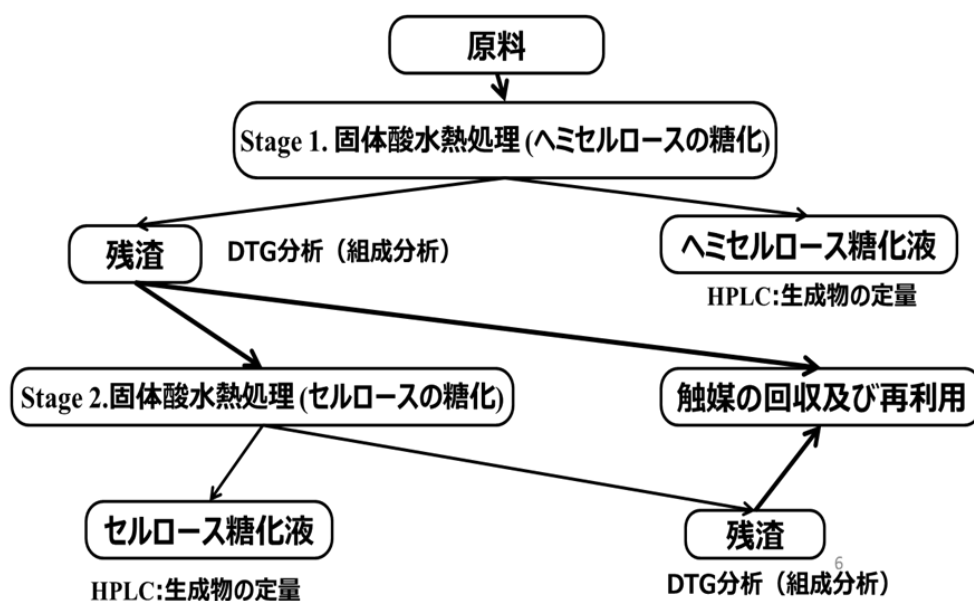 原料
Stage 1. 固体酸水熱処理 (ヘミセルロースの糖化)
残渣
DTG分析（組成分析）
ヘミセルロース糖化液
HPLC:生成物の定量
Stage 2.固体酸水熱処理 (セルロースの糖化)
触媒の回収及び再利用
セルロース糖化液
HPLC:生成物の定量
残渣
6
DTG分析（組成分析）